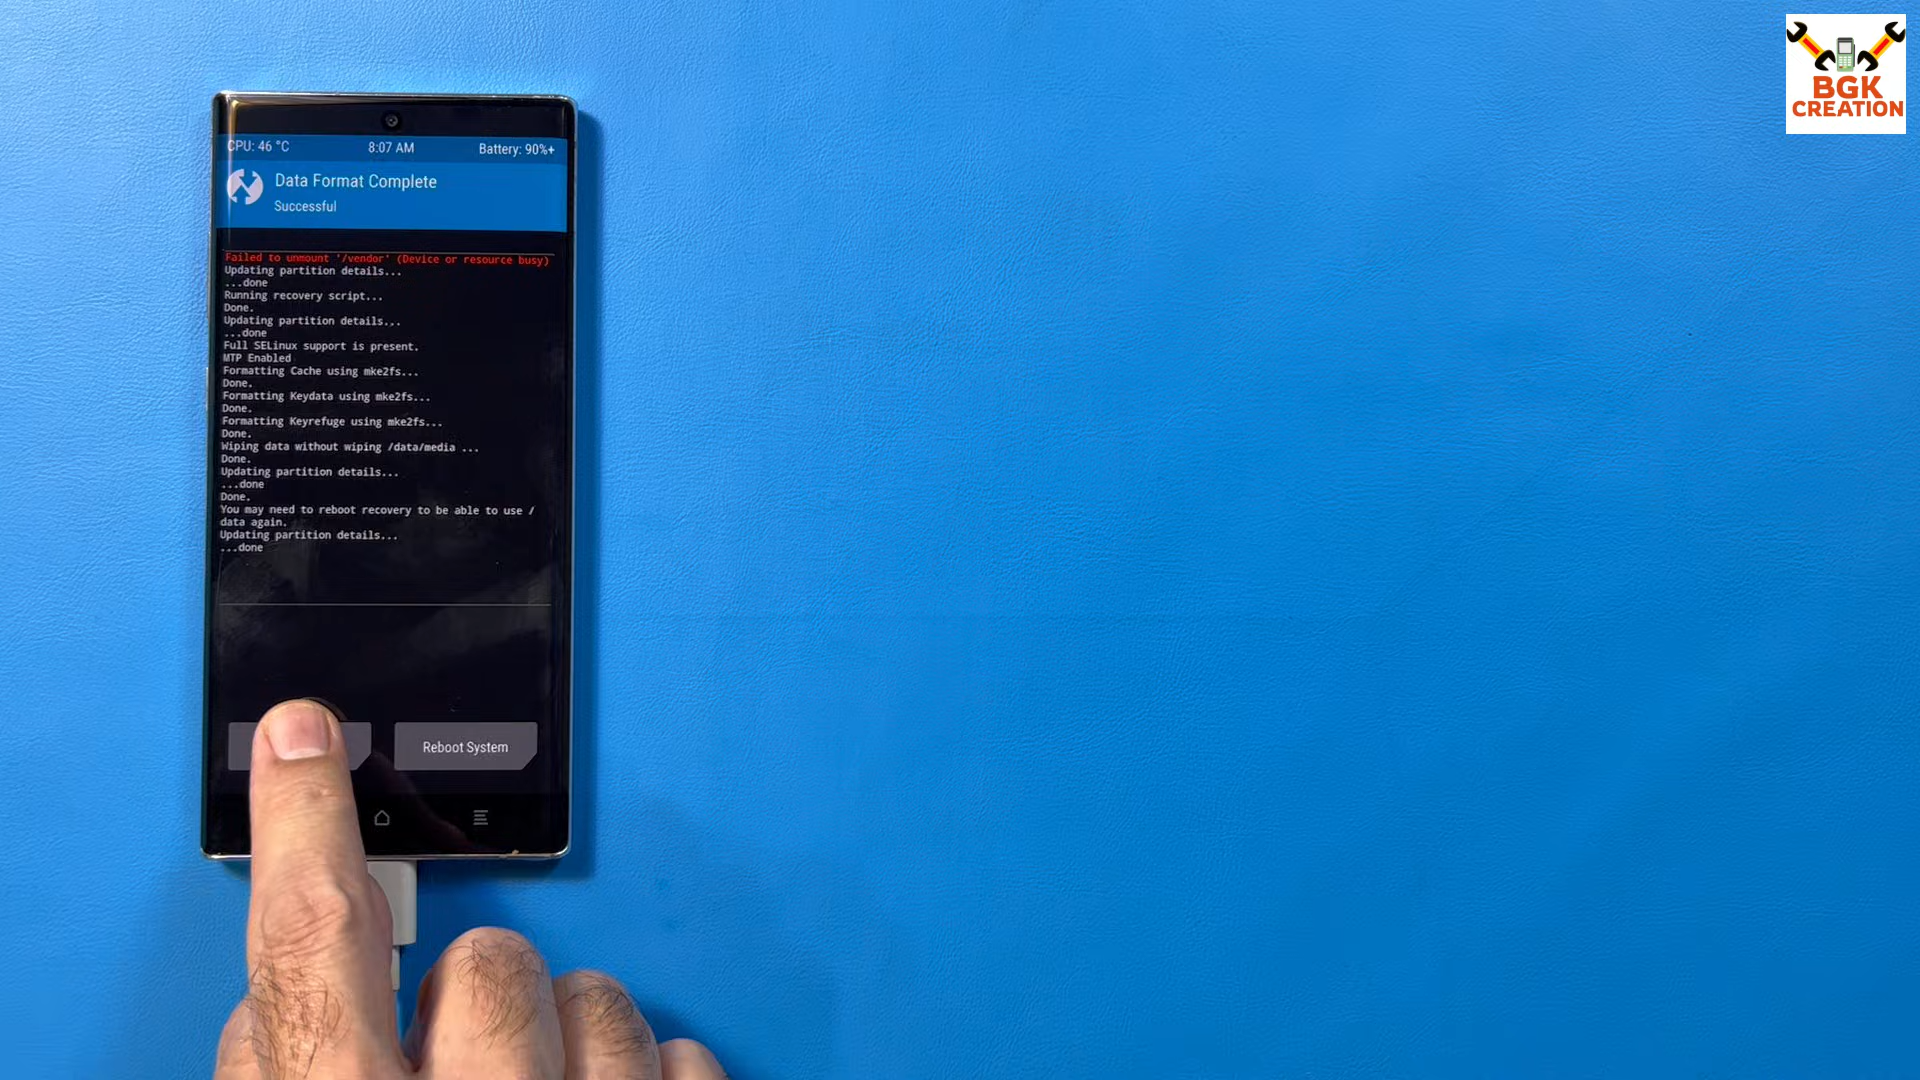 BGK
CREATION
CPU: 46 °C 8:07 AM Battery: 90%+
Data Format Complete
Successful
Failed to unmount '/vendor' (Device or resource busy)
Updating partition details...
...done
Running recovery script...
Done.
Updating partition details...
...done
Full SELinux support is present.
MTP Enabled
Formatting Cache using mke2fs...
Done.
Formatting Keydata using mke2fs...
Done.
Formatting Keyrefuge using mke2fs...
Done.
Wiping data without wiping /data/media ...
Done.
Updating partition details...
...done
Done.
You may need to reboot recovery to be able to use /
data again.
Updating partition details...
...done
Reboot System